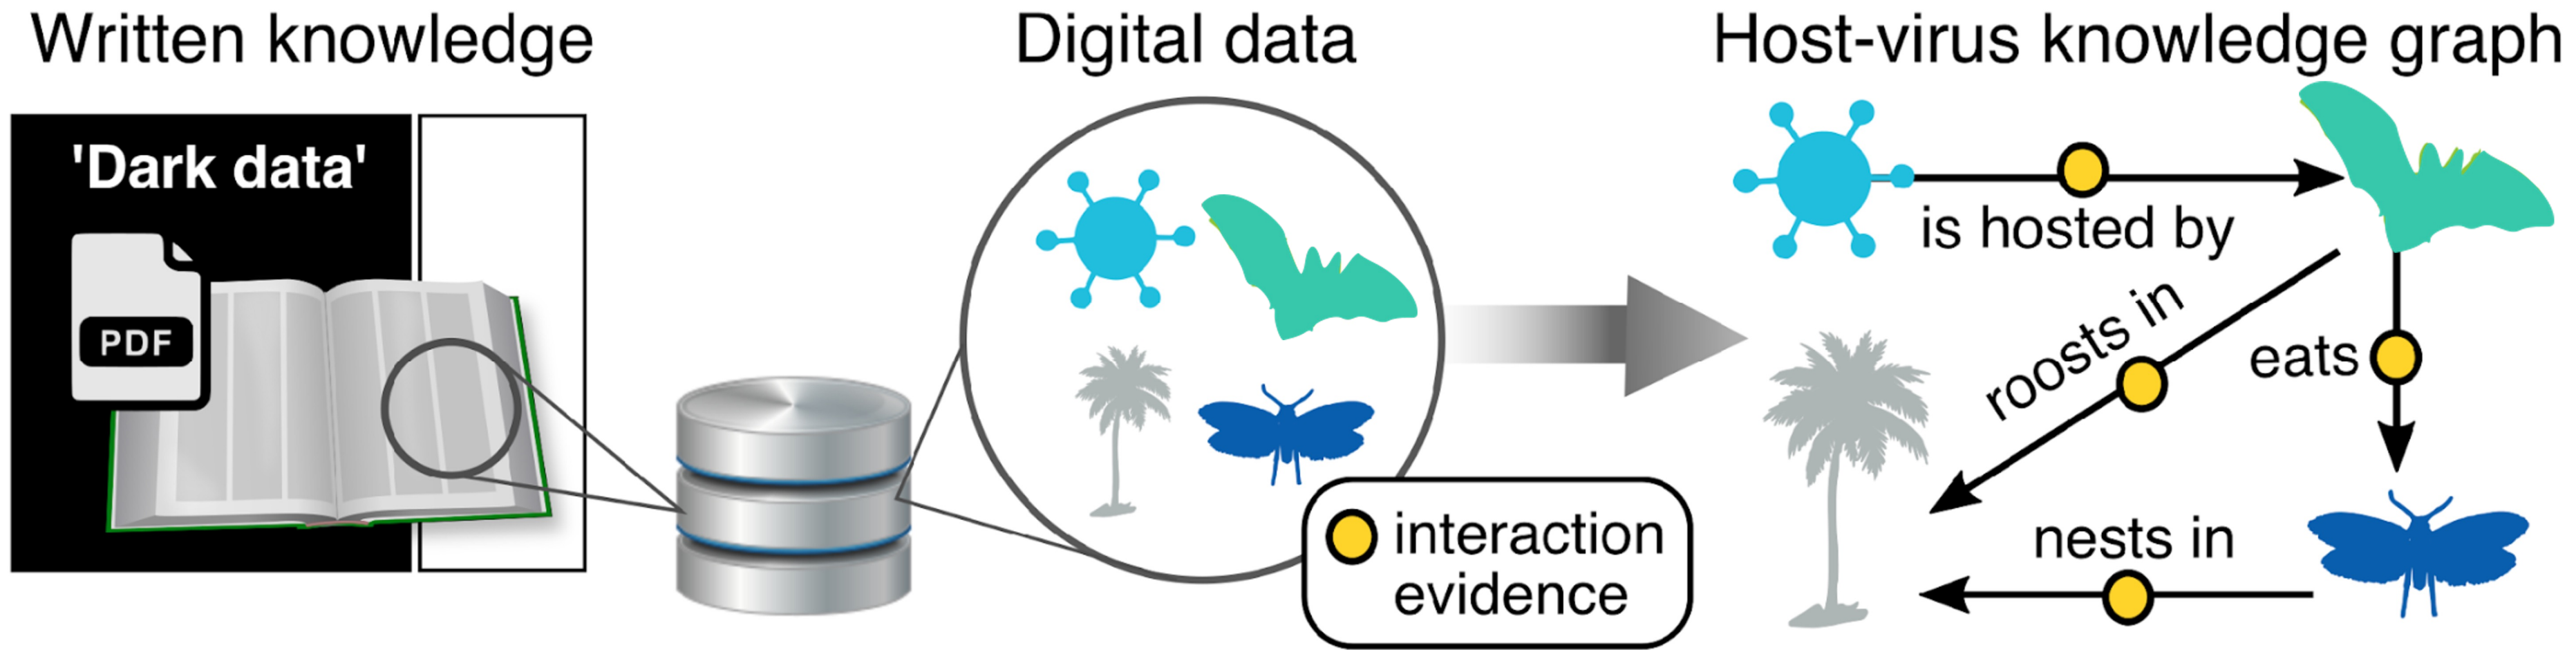 Written knowledge
'Dark data'
PDF
Digital data
interaction
evidence
Host-virus knowledge graph
is hosted by
roosts in
eats
nests in